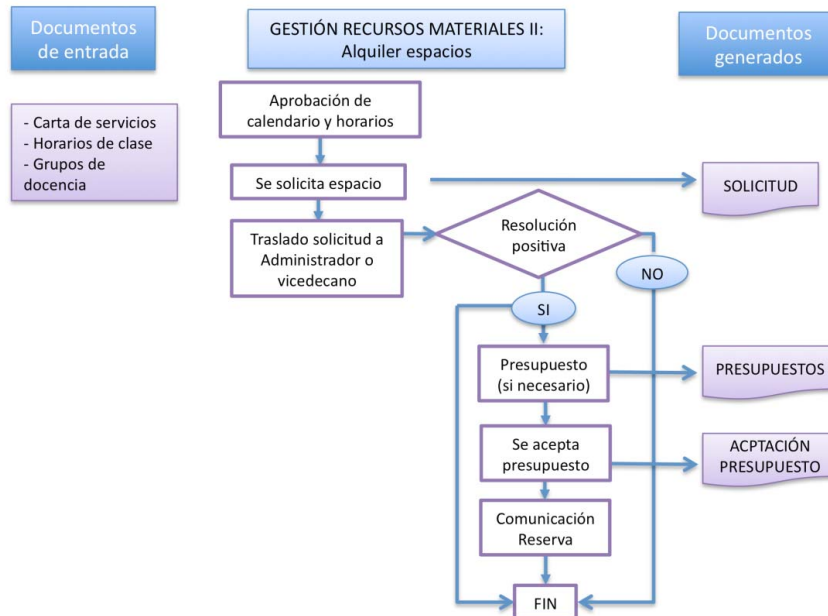 Documentos
de entrada
GESTIÓN RECURSOS MATERIALES II:
Alquiler espacios
Documentos
generados
- Carta de servicios
- Horarios de clase
- Grupos de
docencia
Aprobación de
calendario y horarios
Se solicita espacio
SOLICITUD
Traslado solicitud a
Administrador o
vicedecano
Resolución
positiva
NO
SI
Presupuesto
(si necesario)
PRESUPUESTOS
Se acepta
presupuesto
ACPTACIÓN
PRESUPUESTO
Comunicación
Reserva
FIN